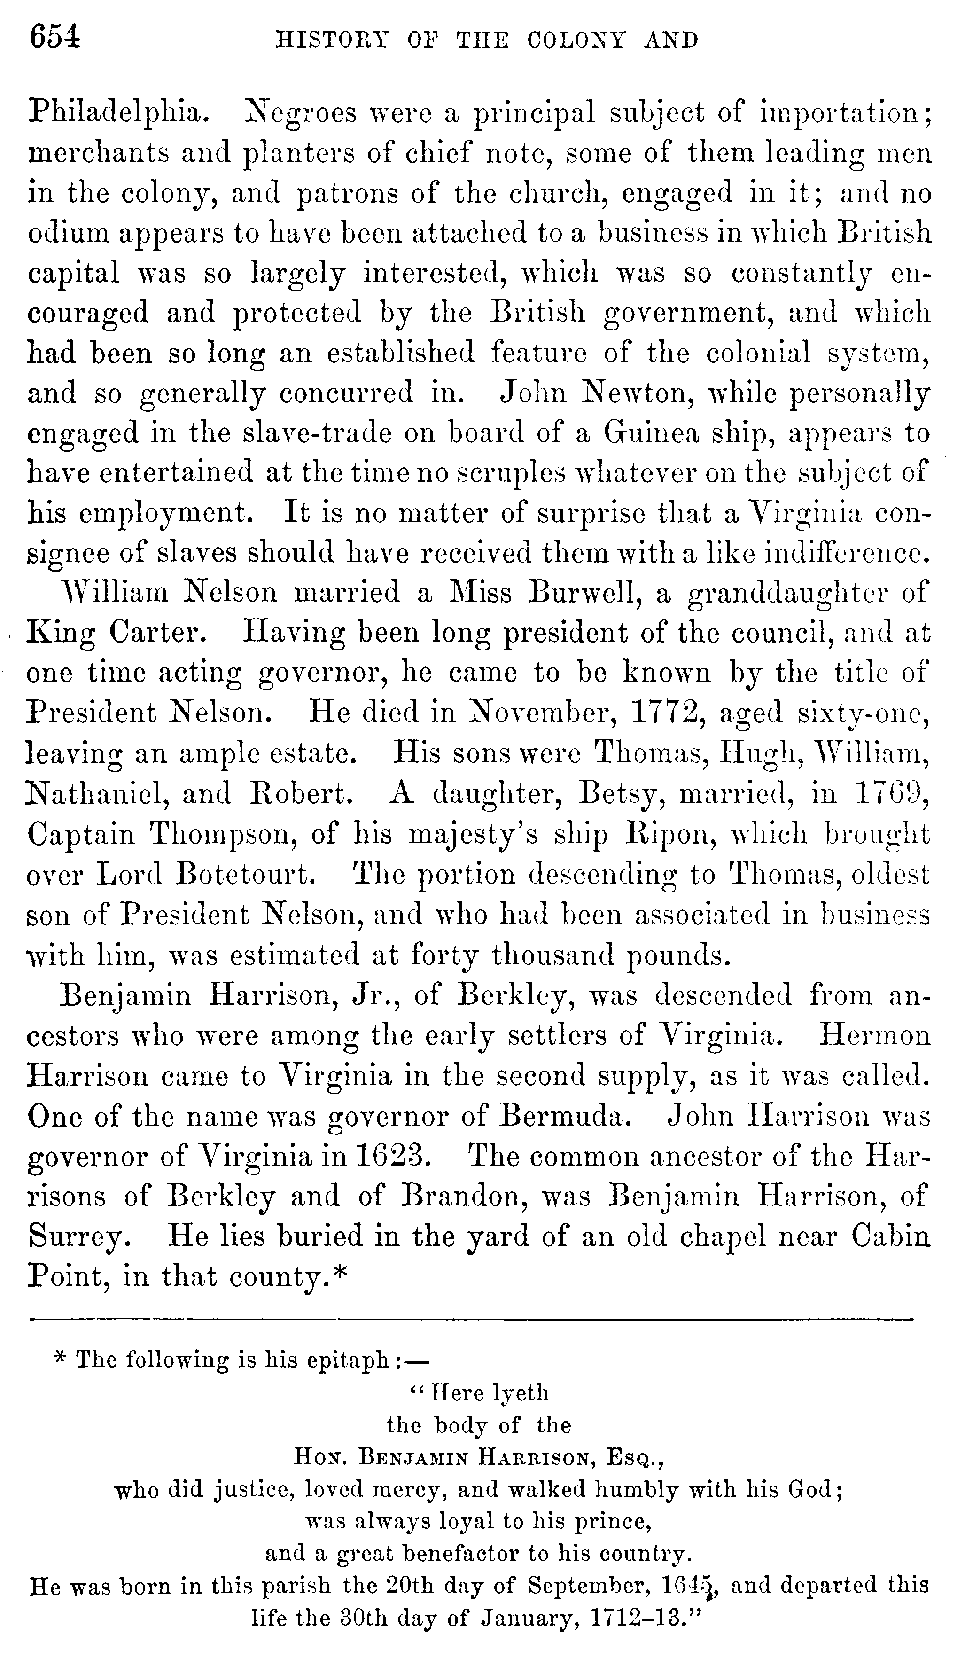 654 HISTORY OF THE COLONY AND
Philadelphia. Negroes were a principal subject of importation;
merchants and planters of chief note, some of them leading men
in the colony, and patrons of the church, engaged in it; and no
odium appears to have been attached to a business in which British
capital was so largely interested, which was so constantly en-
couraged and protected by the British government, and which
had been so long an established feature of the colonial system,
and so generally concurred in. John Newton, while personally
engaged in the slave-trade on board of a Guinea ship, appears to
have entertained at the time no scruples whatever on the subject of
his employment. It is no matter of surprise that a Virginia con-
signee of slaves should have received them with a like indifference.
William Nelson married a Miss Burwell, a granddaughter of
King Carter. Having been long president of the council, and at
one time acting governor, he came to be known by the title of
President Nelson. He died in November, 1772, aged sixty-one,
leaving an ample estate. His sons were Thomas, Hugh, William,
Nathaniel, and Robert. A daughter, Betsy, married, in 1769,
Captain Thompson, of his majesty's ship Ripon, which brought
over Lord Botetourt. The portion descending to Thomas, oldest
son of President Nelson, and who had been associated in business
with him, was estimated at forty thousand pounds.
Benjamin Harrison, Jr., of Berkley, was descended from an-
cestors who were among the early settlers of Virginia. Hermon
Harrison came to Virginia in the second supply, as it was called.
One of the name was governor of Bermuda. John Harrison was
governor of Virginia in 1623. The common ancestor of the Har-
risons of Berkley and of Brandon, was Benjamin Harrison, of
Surrey. He lies buried in the yard of an old chapel near Cabin
Point, in that county.*
* The following is his epitaph:—
"Here lyeth
the body of the
HON. BENJAMIN HARRISON, ESQ.,
who did justice, loved mercy, and walked humbly with his God;
was always loyal to his prince,
and a great benefactor to his country.
He was born in this parish the 20th day of September, 1645, and departed this
life the 30th day of January, 1712-13."